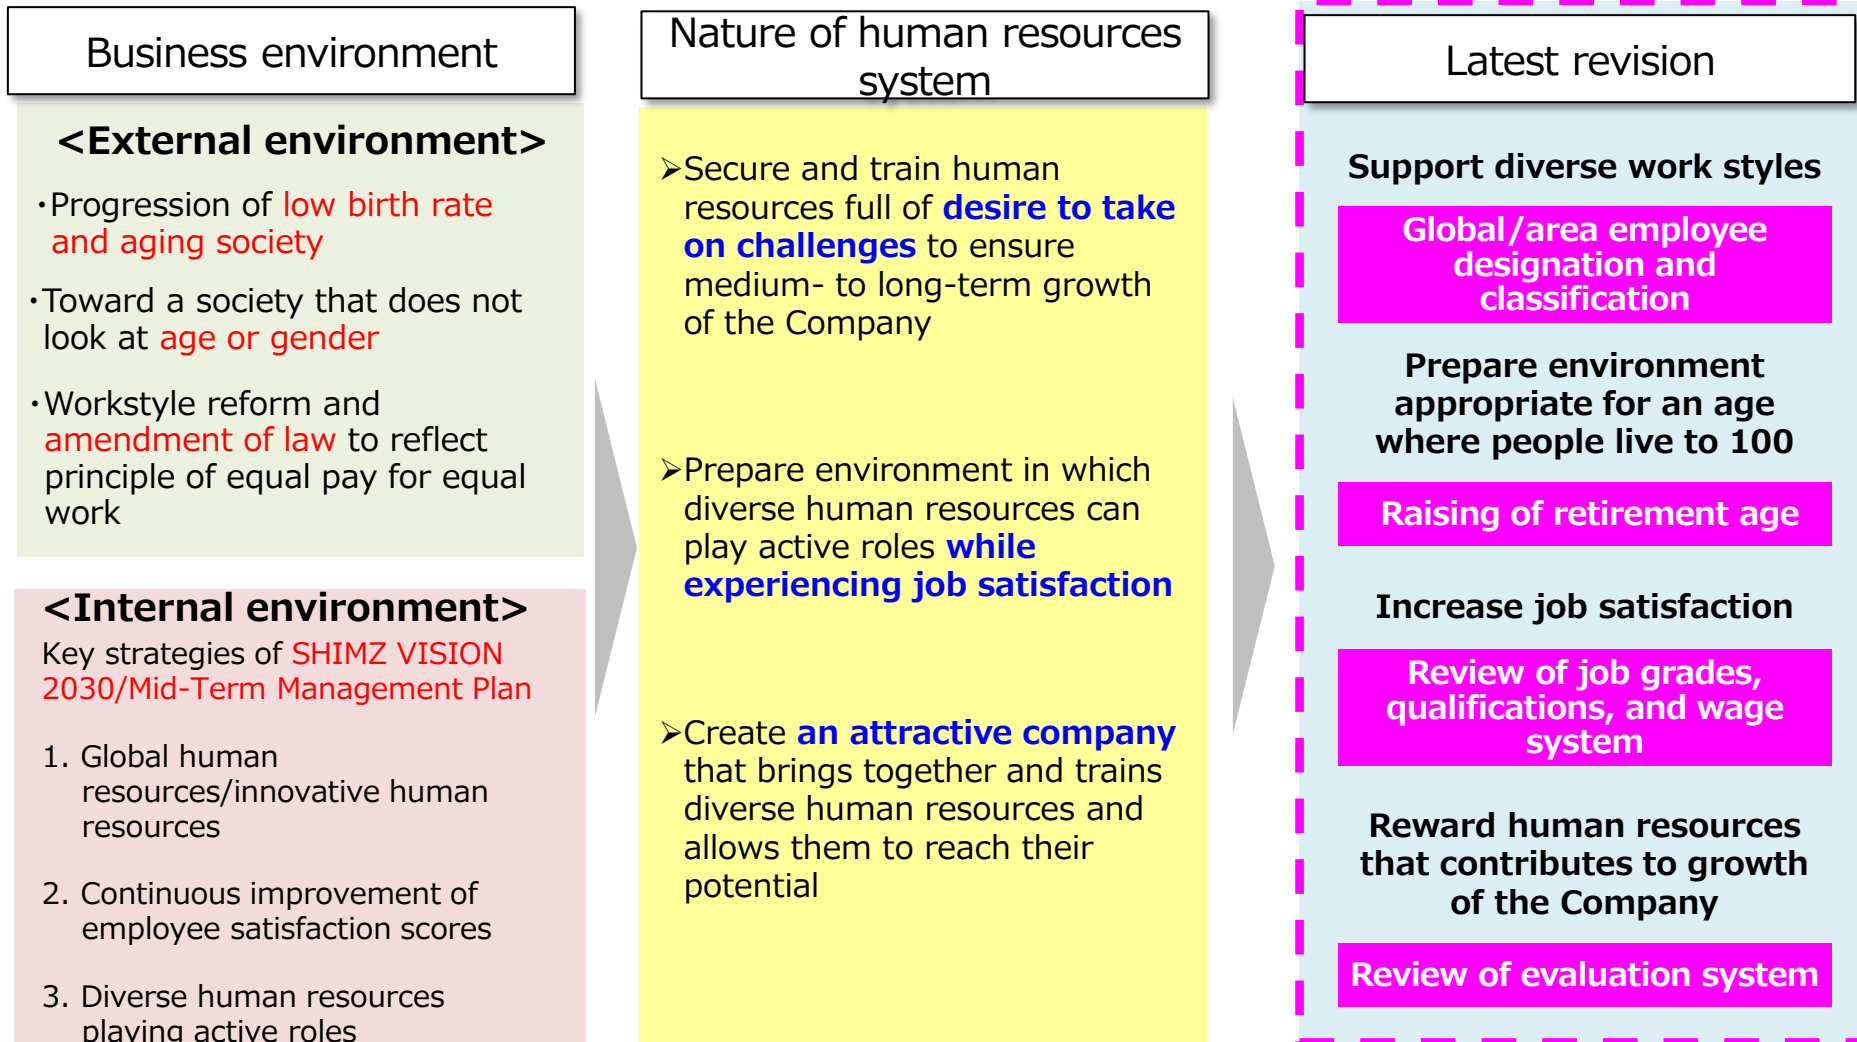 Business environment
<External environment>
・Progression of low birth rate
and aging society
・Toward a society that does not
look at age or gender
・Workstyle reform and
amendment of law to reflect
principle of equal pay for equal
work
<Internal environment>
Key strategies of SHIMZ VISION
2030/Mid-Term Management Plan
1. Global human
resources/innovative human
resources
2. Continuous improvement of
employee satisfaction scores
3. Diverse human resources
playing active roles
Nature of human resources
system
➢Secure and train human
resources full of desire to take
on challenges to ensure
medium- to long-term growth
of the Company
➢Prepare environment in which
diverse human resources can
play active roles while
experiencing job satisfaction
➢Create an attractive company
that brings together and trains
diverse human resources and
allows them to reach their
potential
Latest revision
Support diverse work styles
Global/area employee
designation and
classification
Prepare environment
appropriate for an age
where people live to 100
Raising of retirement age
Increase job satisfaction
Review of job grades,
qualifications, and wage
system
Reward human resources
that contributes to growth
of the Company
Review of evaluation system